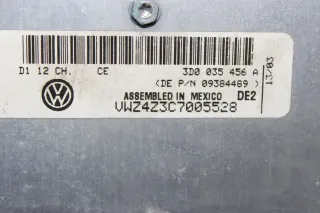 D1 12 CH. CE 3D0 035 456 A
(DE P/N 09384489 )
13/03
ASSEMBLED IN MEXICO DE2
VWZ4Z3C7005528